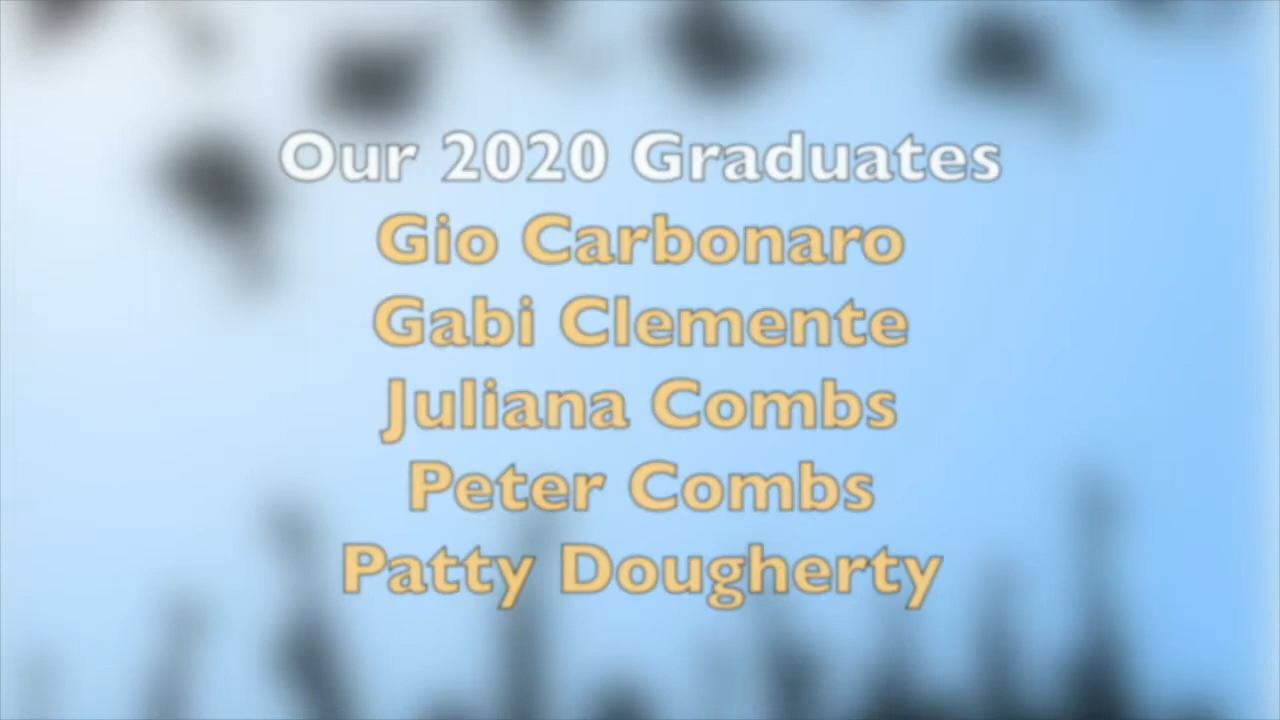 Our 2020 Graduates
Gio Carbonaro
Gabi Clemente
Juliana Combs
Peter Combs
Patty Dougherty